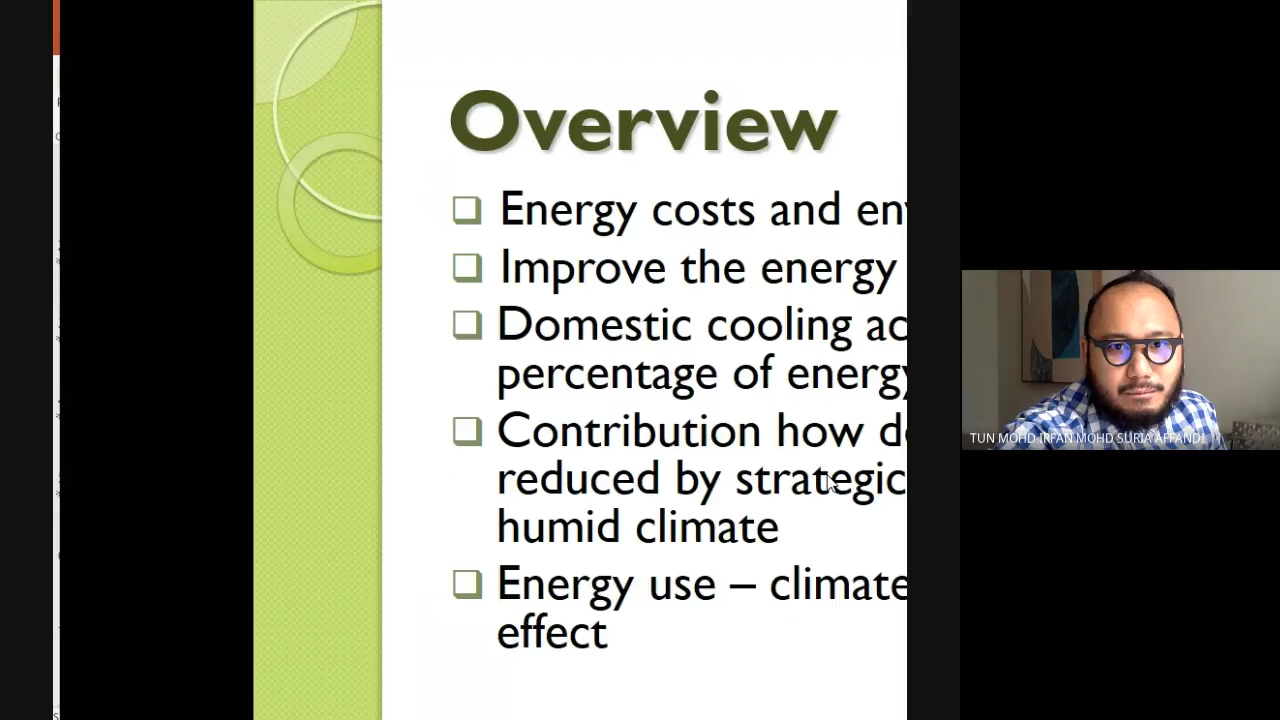 Overview
Energy costs and env
Improve the energy
Domestic cooling ac
percentage of energy
Contribution how de
reduced by strategic
humid climate
Energy use – climate
effect
TUN MOHD IRFAN MOHD SURIA AFFANDI